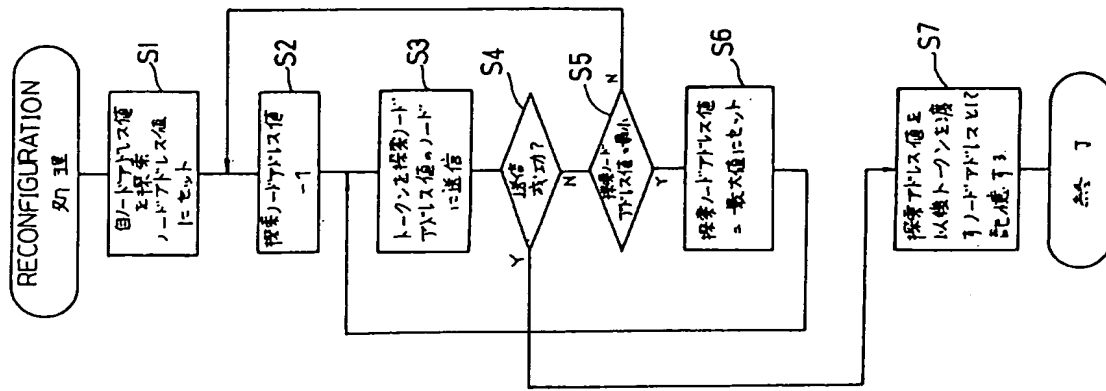 RECONFIGURATION
処理
S1
自ノードアドレス値
を探索
ノードアドレス値
にセット
S2
探索ノードアドレス値
-1
S3
トークンを探索ノード
アドレス値のノード
に送信
S4
送信
成功?
Y
N
S5
探索ノード
アドレス値=最小
N
Y
S6
探索ノードアドレス値
=最大値にセット
S7
探索アドレス値を
以後トークンを渡
すノードアドレスとして
記憶する
終了